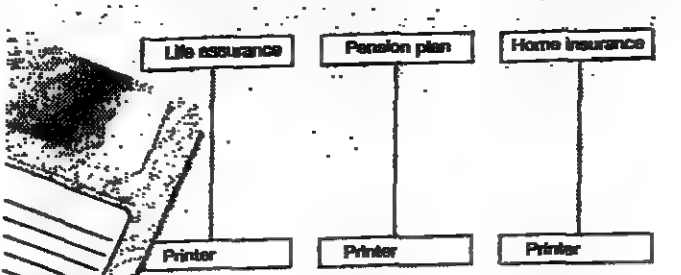 Life assurance
Pension plan
Home insurance
Printer
Printer
Printer